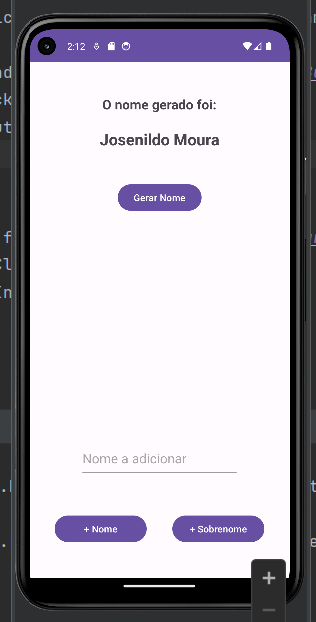 2:12
O nome gerado foi:
Josenildo Moura
Gerar Nome
Nome a adicionar
+ Nome
+ Sobrenome
+